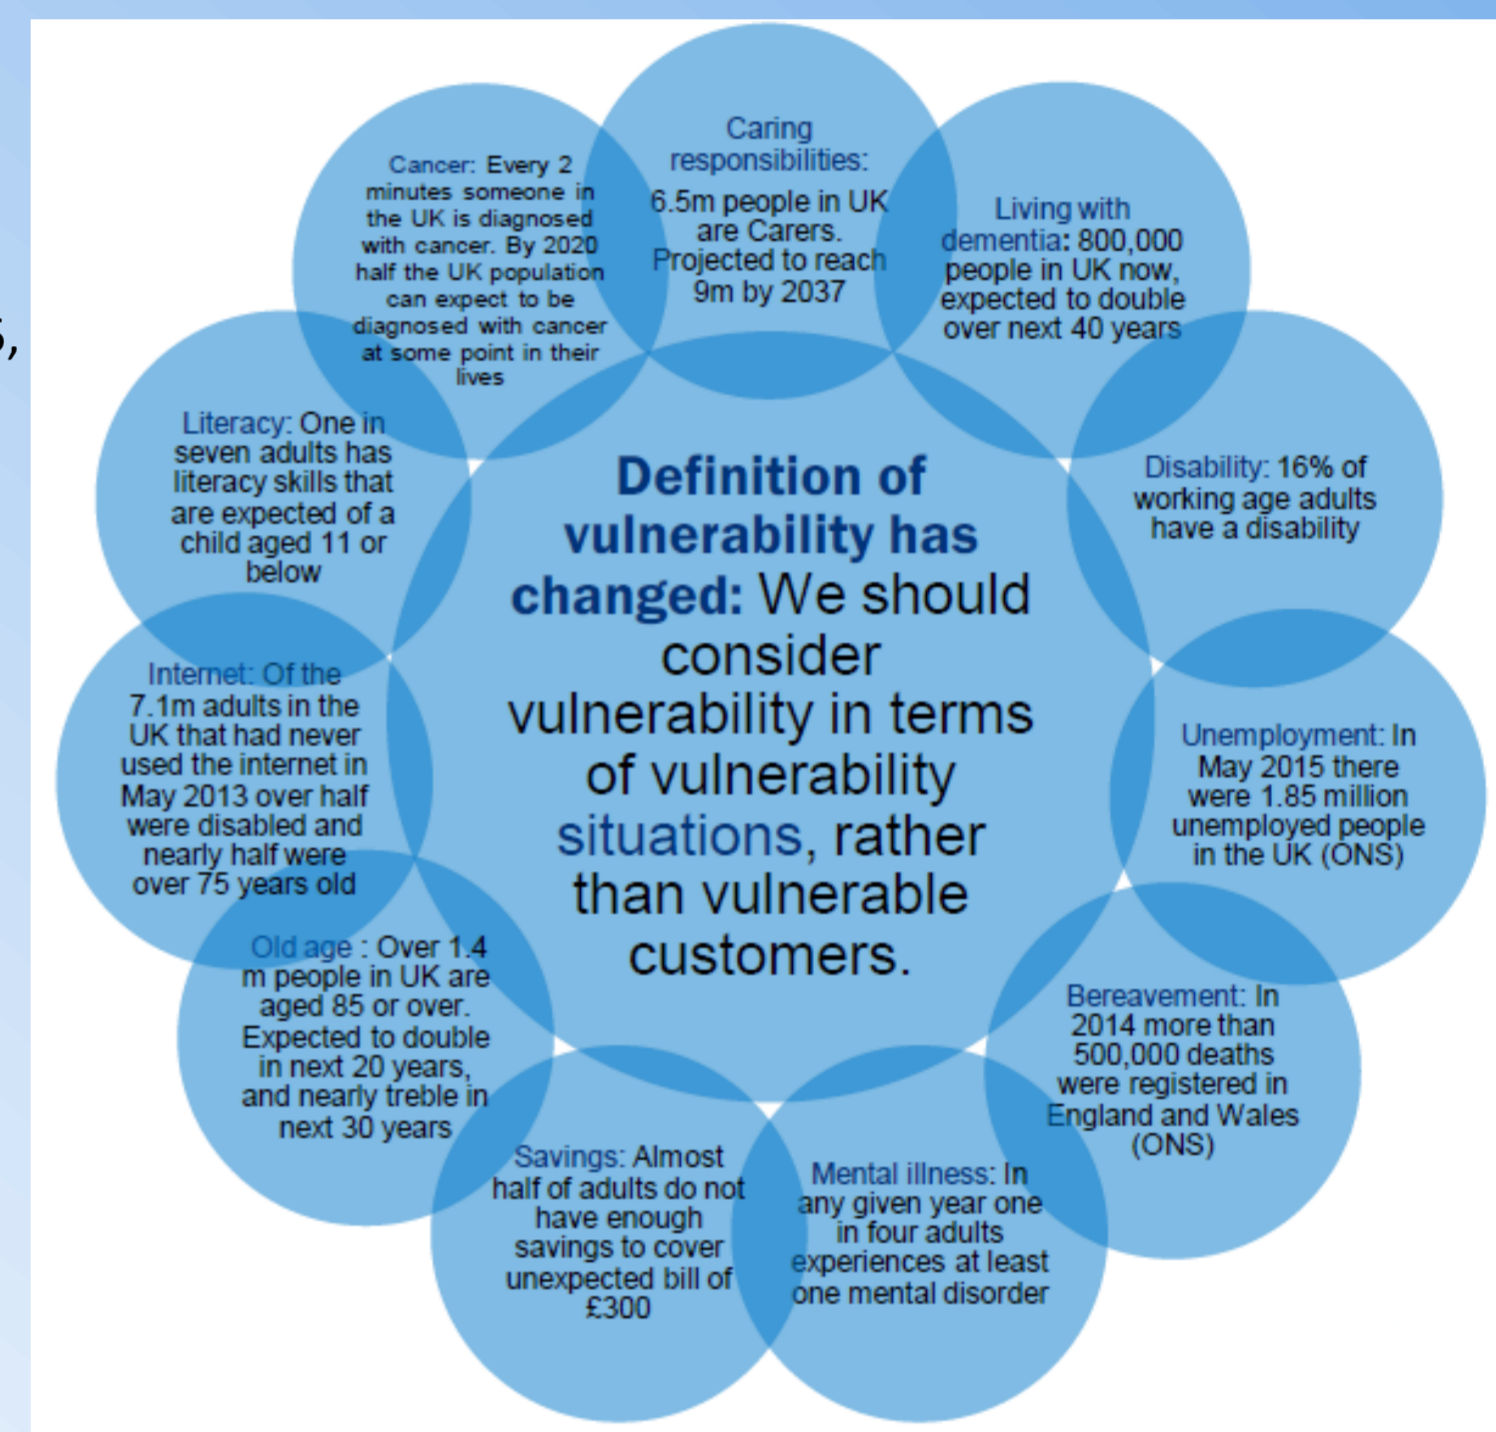 Caring
responsibilities:
6.5m people in UK
are Carers.
Projected to reach
9m by 2037
Living with
dementia: 800,000
people in UK now,
expected to double
over next 40 years
Disability: 16% of
working age adults
have a disability
Unemployment: In
May 2015 there
were 1.85 million
unemployed people
in the UK (ONS)
Bereavement: In
2014 more than
500,000 deaths
were registered in
England and Wales
(ONS)
Mental illness: In
any given year one
in four adults
experiences at least
one mental disorder
Savings: Almost
half of adults do not
have enough
savings to cover
unexpected bill of
£300
Old age : Over 1.4
m people in UK are
aged 85 or over.
Expected to double
in next 20 years,
and nearly treble in
next 30 years
Internet: Of the
7.1m adults in the
UK that had never
used the internet in
May 2013 over half
were disabled and
nearly half were
over 75 years old
Literacy: One in
seven adults has
literacy skills that
are expected of a
child aged 11 or
below
Cancer: Every 2
minutes someone in
the UK is diagnosed
with cancer. By 2020
half the UK population
can expect to be
diagnosed with cancer
at some point in their
lives
Definition of
vulnerability has
changed: We should
consider
vulnerability in terms
of vulnerability
situations, rather
than vulnerable
customers.